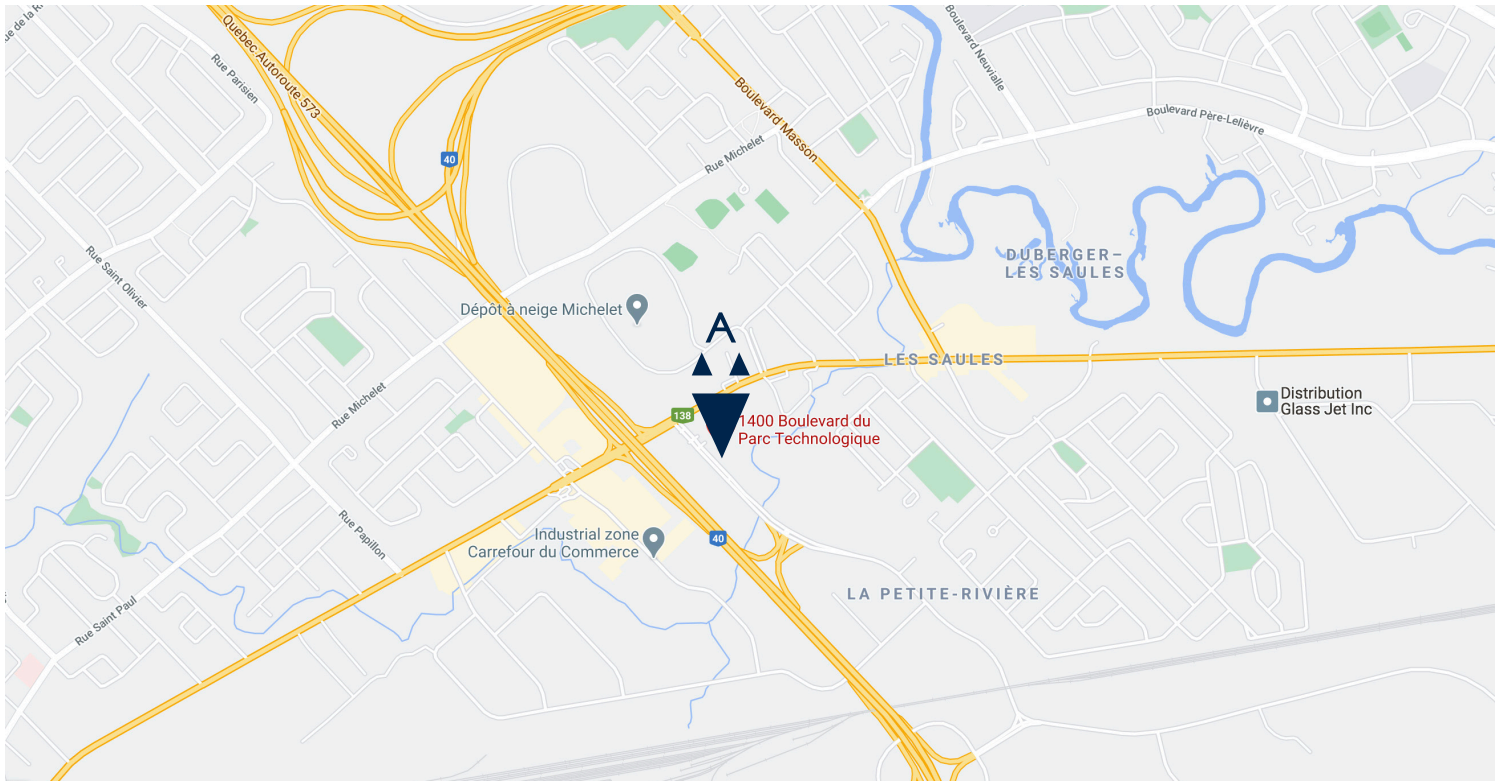 Quebec Autoroute 573
Rue Parisien
Boulevard Neuvialle
Boulevard Masson
Boulevard Père-Lelièvre
40
Rue Michelet
Rue Saint Olivier
DUBERGER–
LES SAULES
Dépôt à neige Michelet
A
LES SAULES
Rue Michelet
138
1400 Boulevard du
Parc Technologique
Distribution
Glass Jet Inc
Rue Papillon
Industrial zone
Carrefour du Commerce
40
LA PETITE-RIVIÈRE
Rue Saint Paul